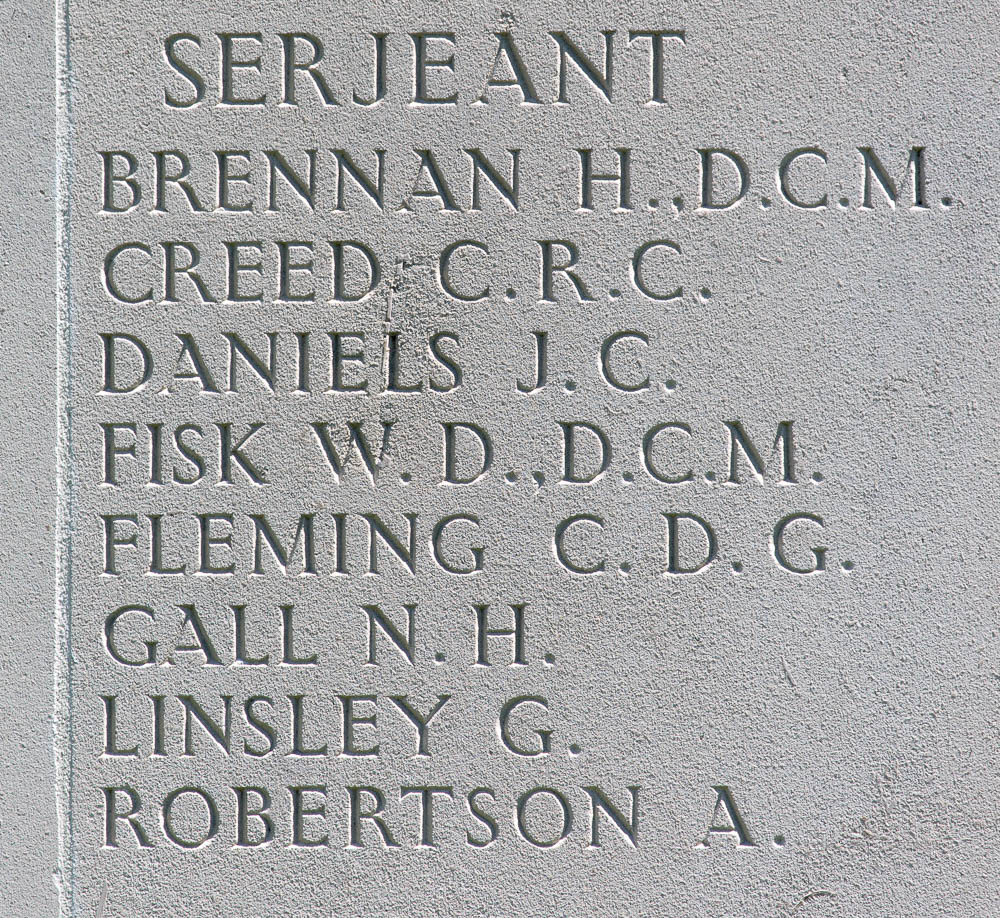 SERJEANT
BRENNAN H., D.C.M.
CREED C.R.C.
DANIELS J.C.
FISK W.D., D.C.M.
FLEMING C.D.G.
GALL N.H.
LINSLEY G.
ROBERTSON A.